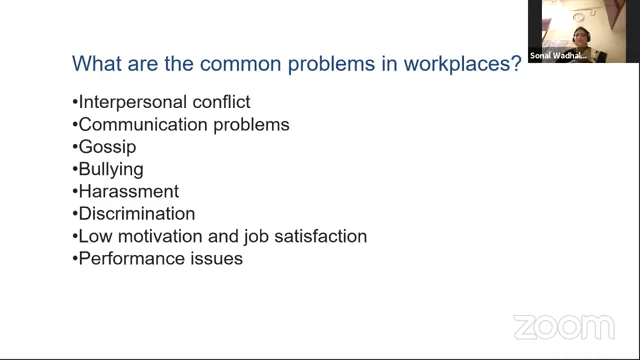 What are the common problems in workplaces?
Sonal Wadhal...
•Interpersonal conflict
•Communication problems
•Gossip
•Bullying
•Harassment
•Discrimination
•Low motivation and job satisfaction
•Performance issues
zoom